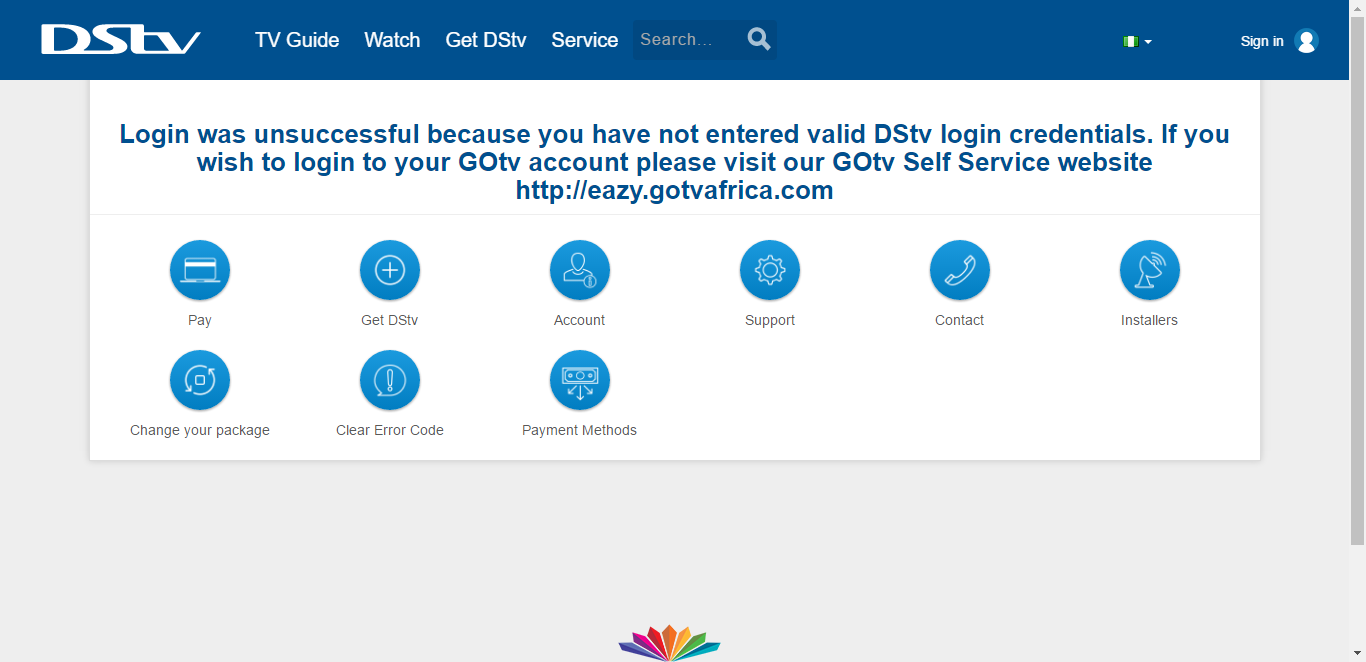 DStv
TV Guide Watch Get DStv Service Search... Sign in
Login was unsuccessful because you have not entered valid DStv login credentials. If you
wish to login to your GOtv account please visit our GOtv Self Service website
http://eazy.gotvafrica.com
Pay Get DStv Account Support Contact Installers
Change your package Clear Error Code Payment Methods